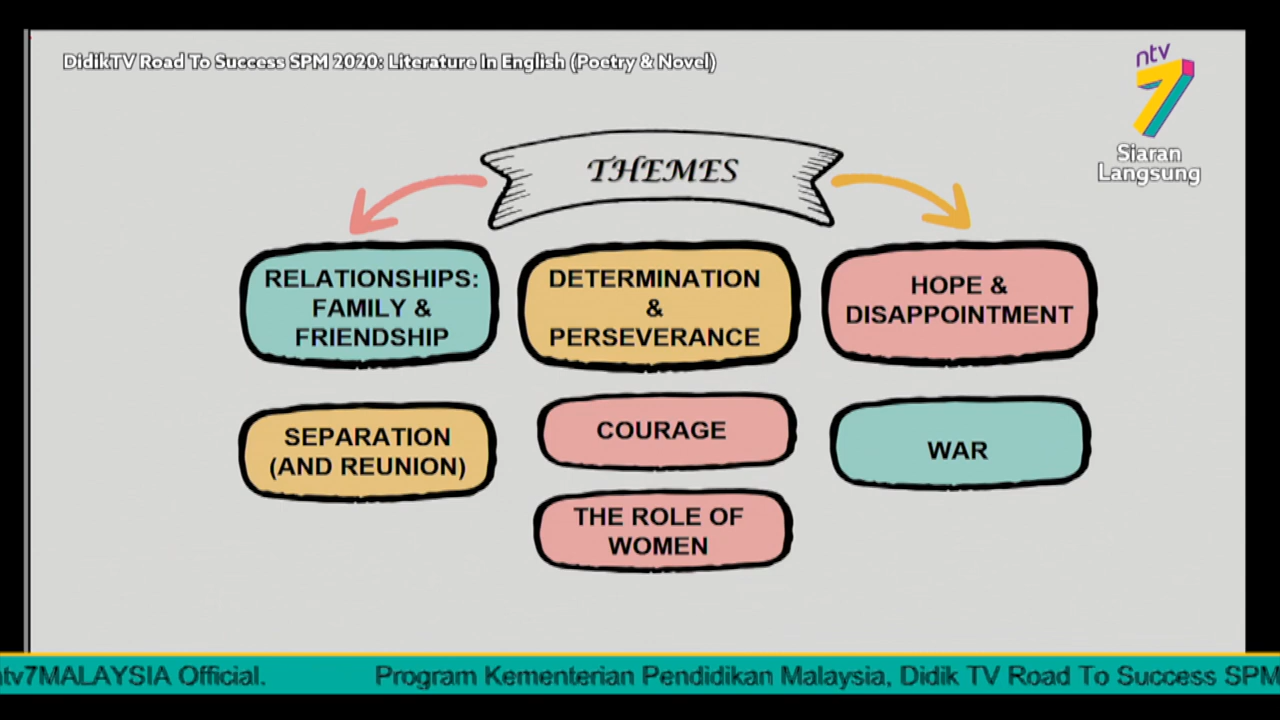 DidikTV Road To Success SPM 2020: Literature In English (Poetry & Novel)
ntv
7
Siaran
Langsung
THEMES
RELATIONSHIPS:
FAMILY &
FRIENDSHIP
DETERMINATION
&
PERSEVERANCE
HOPE &
DISAPPOINTMENT
SEPARATION
(AND REUNION)
COURAGE
WAR
THE ROLE OF
WOMEN
ntv7MALAYSIA Official. Program Kementerian Pendidikan Malaysia, Didik TV Road To Success SPM